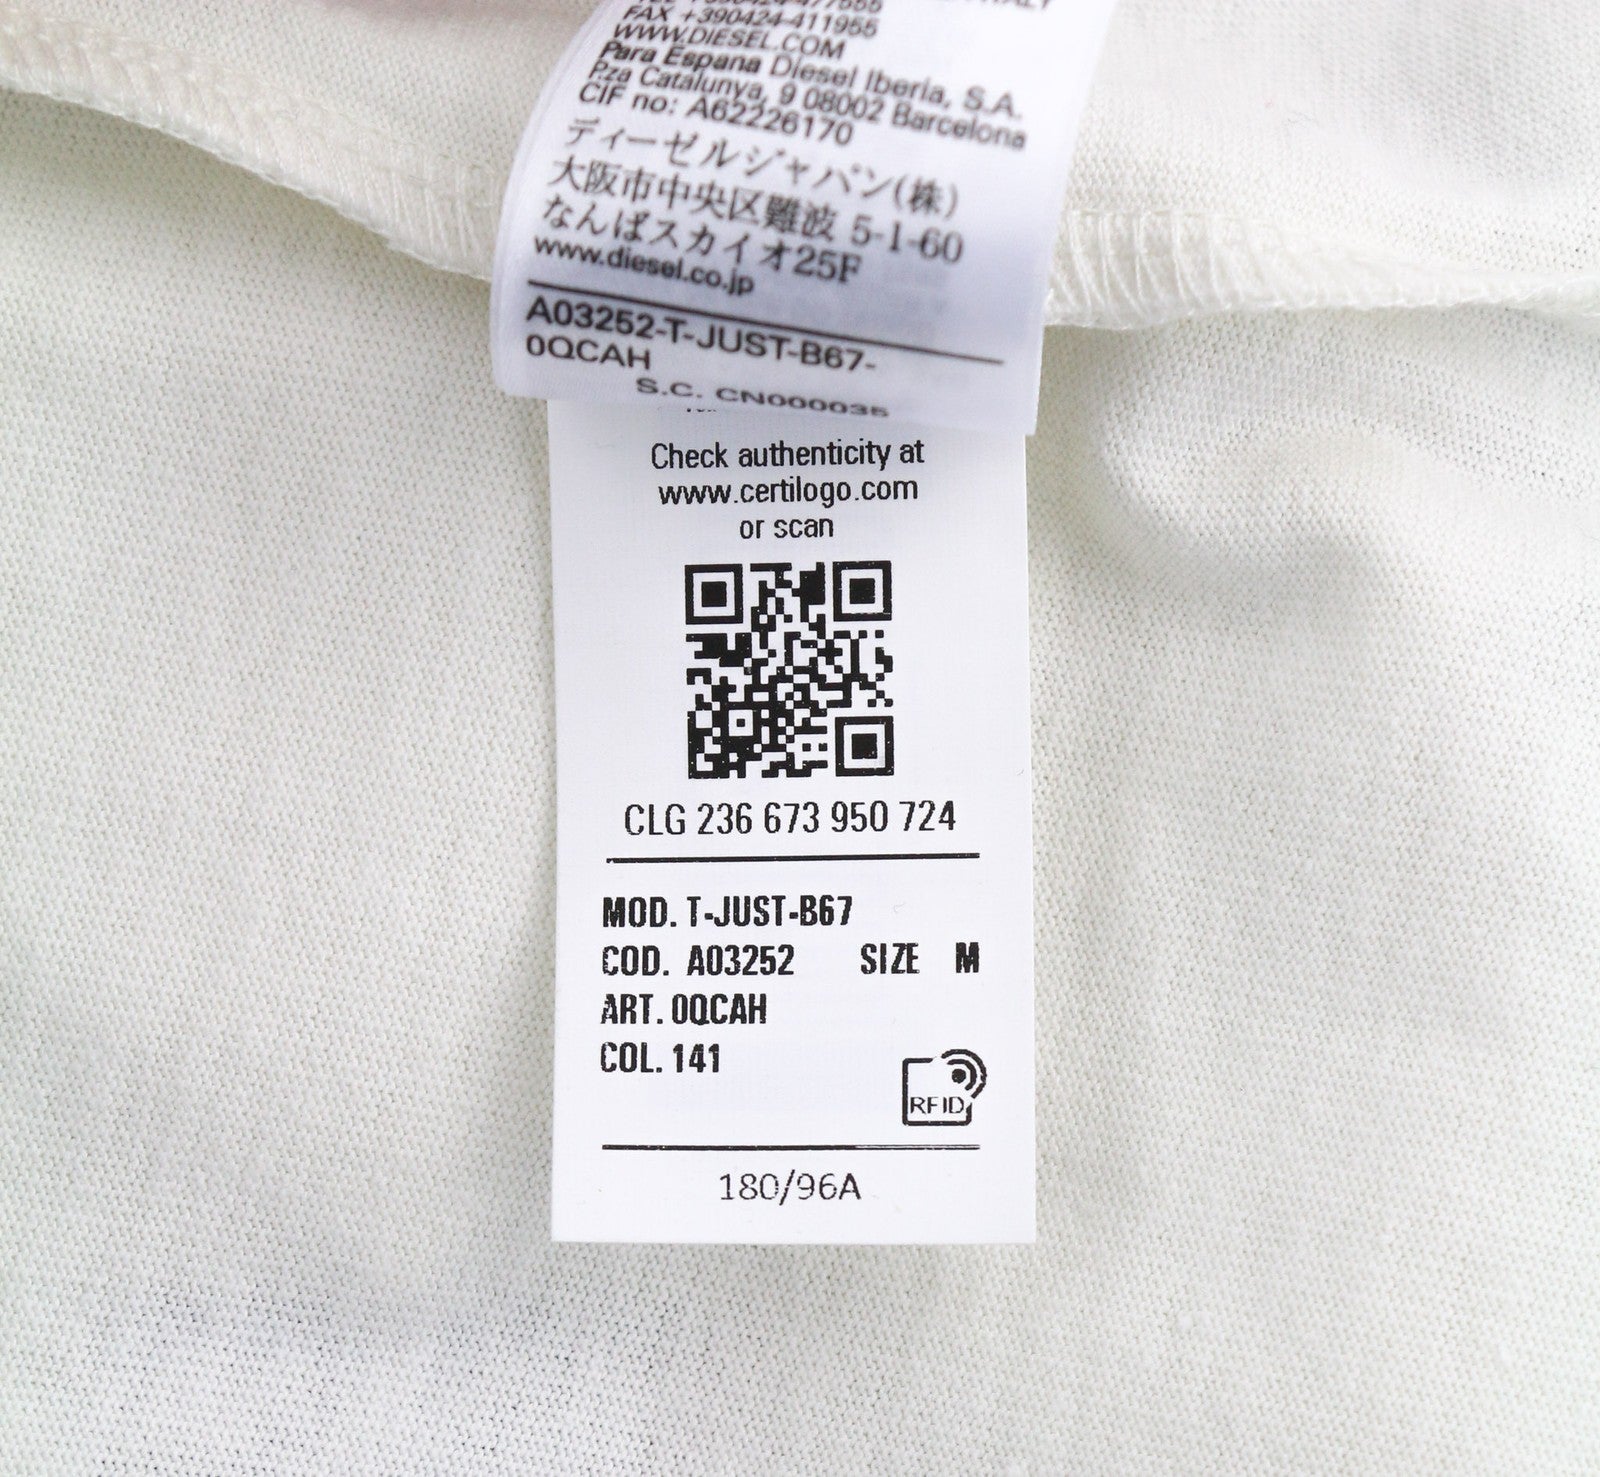 FAX +390424-411955
WWW.DIESEL.COM
Para Espana Diesel Iberia, S.A.
P.za Catalunya, 9 08002 Barcelona
CIF no: A62226170
ディーゼルジャパン(株)
大阪市中央区難波 5-1-60
なんばスカイオ25F
www.diesel.co.jp
A03252-T-JUST-B67-
0QCAH
S.C. CN000035
Check authenticity at
www.certilogo.com
or scan
CLG 236 673 950 724
MOD. T-JUST-B67
COD. A03252 SIZE M
ART. 0QCAH
COL. 141
RFID
180/96A